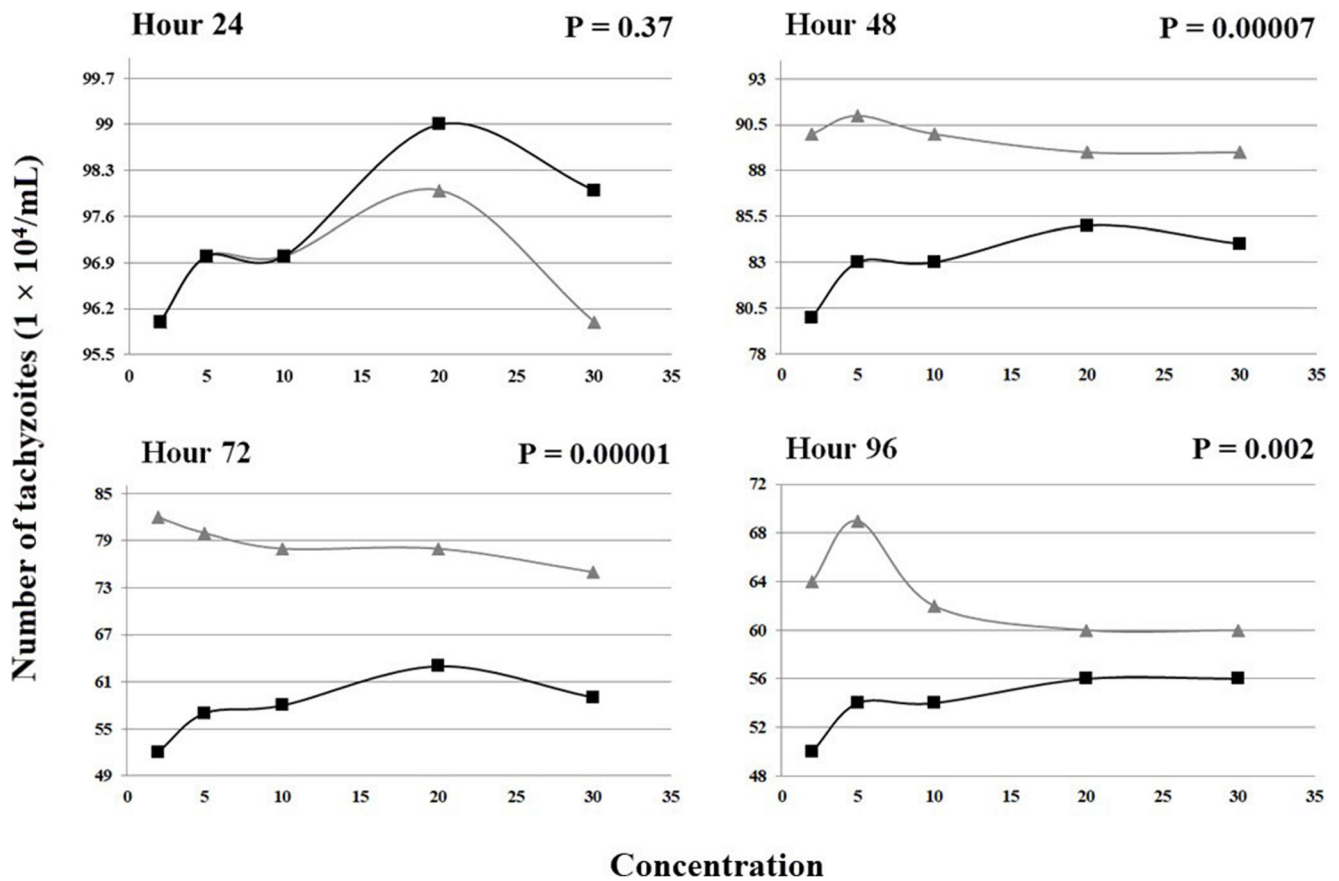 Hour 24 P = 0.37
99.7
99
98.3
97.6
96.9
96.2
95.5
0 5 10 15 20 25 30 35
Hour 48 P = 0.00007
93
90.5
88
85.5
83
80.5
78
0 5 10 15 20 25 30 35
Number of tachyzoites (1 × 10⁴/mL)
Hour 72 P = 0.00001
85
79
73
67
61
55
49
0 5 10 15 20 25 30 35
Hour 96 P = 0.002
72
68
64
60
56
52
48
0 5 10 15 20 25 30 35
Concentration